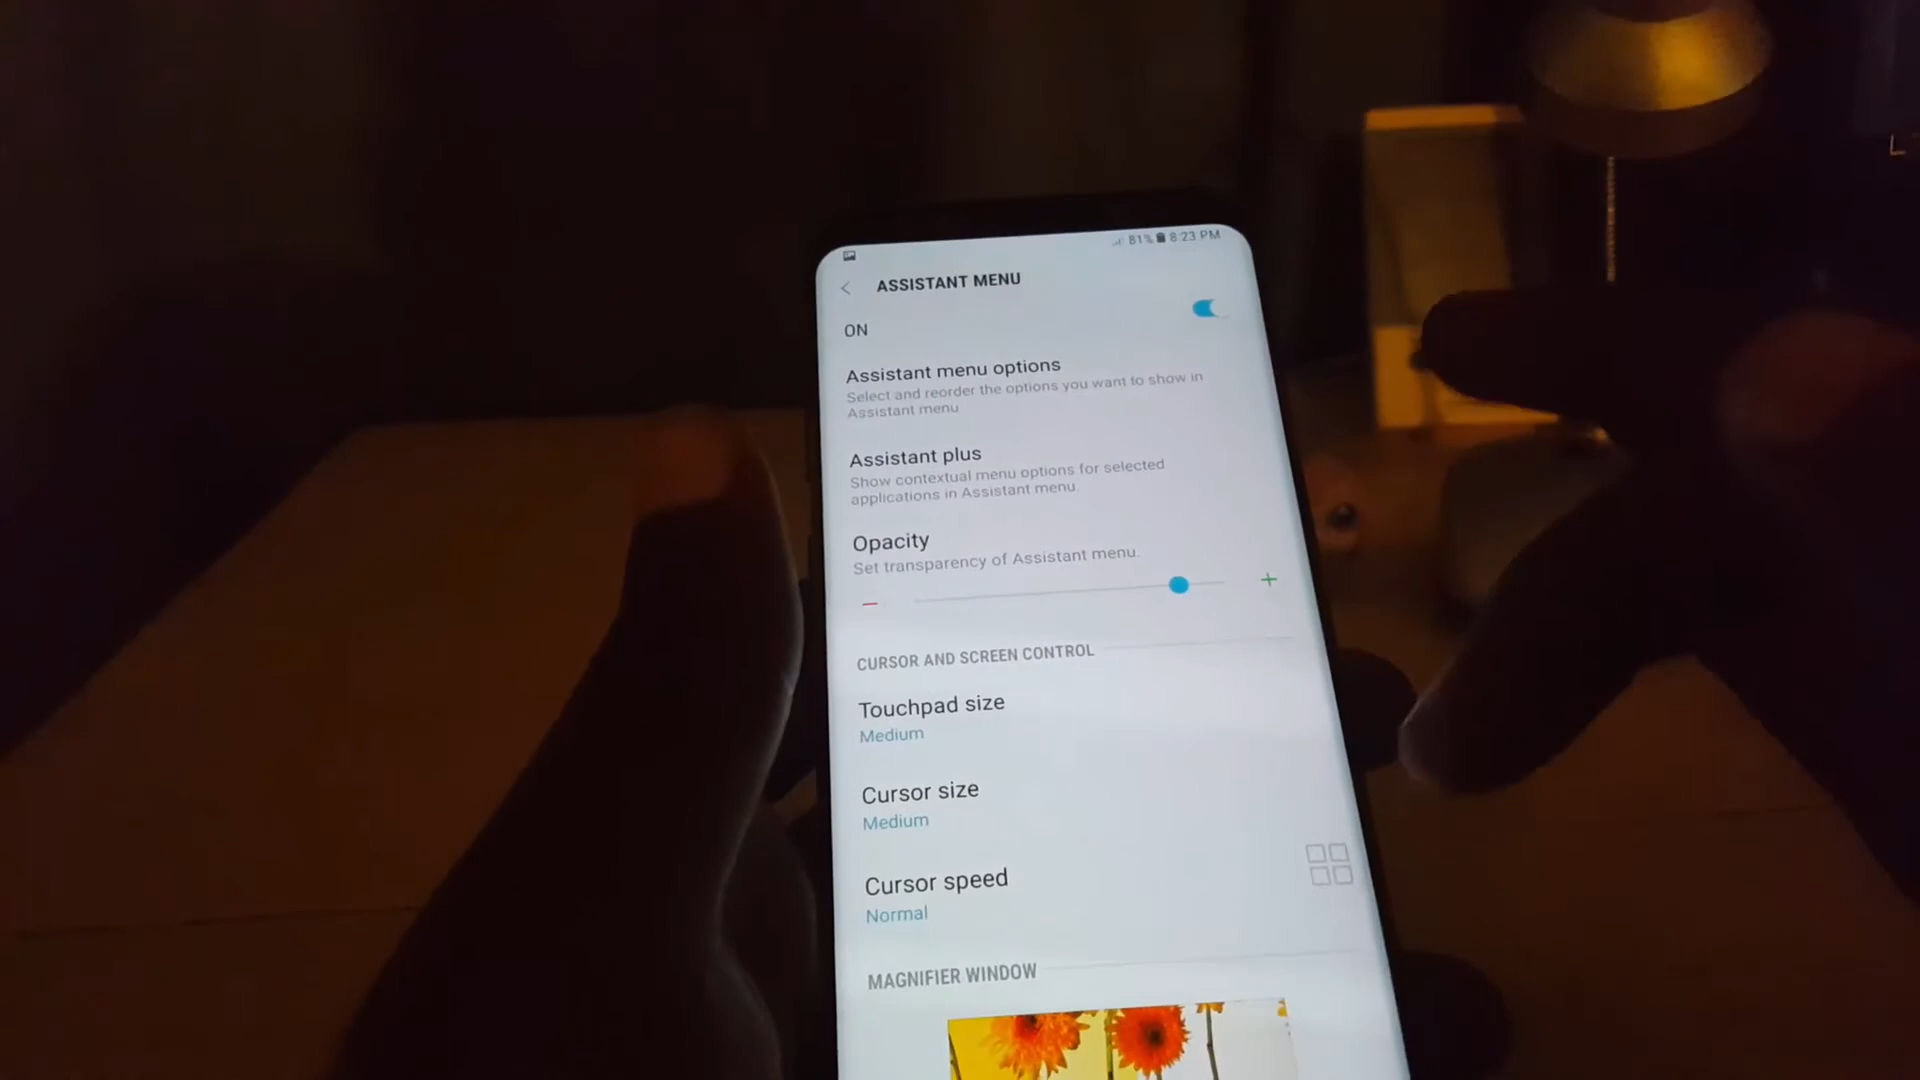 81% 8:23 PM
ASSISTANT MENU
ON
Assistant menu options
Select and reorder the options you want to show in
Assistant menu
Assistant plus
Show contextual menu options for selected
applications in Assistant menu.
Opacity
Set transparency of Assistant menu.
CURSOR AND SCREEN CONTROL
Touchpad size
Medium
Cursor size
Medium
Cursor speed
Normal
MAGNIFIER WINDOW